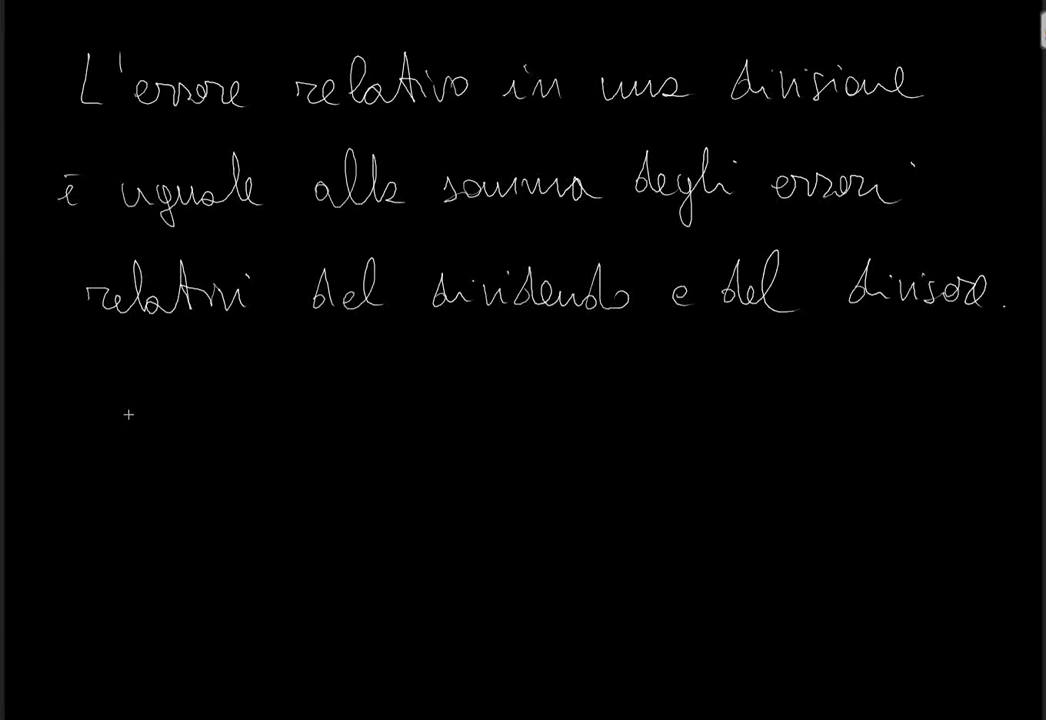 L'errore relativo in una divisione
è uguale alla somma degli errori
relativi del dividendo e del divisore.